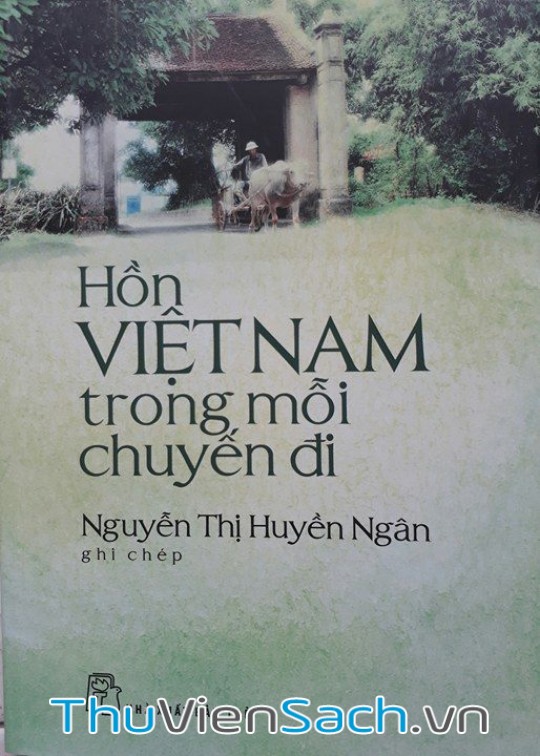 Hồn
VIỆT NAM
trong mỗi
chuyến đi
Nguyễn Thị Huyền Ngân
ghi chép
ThuVienSach.vn